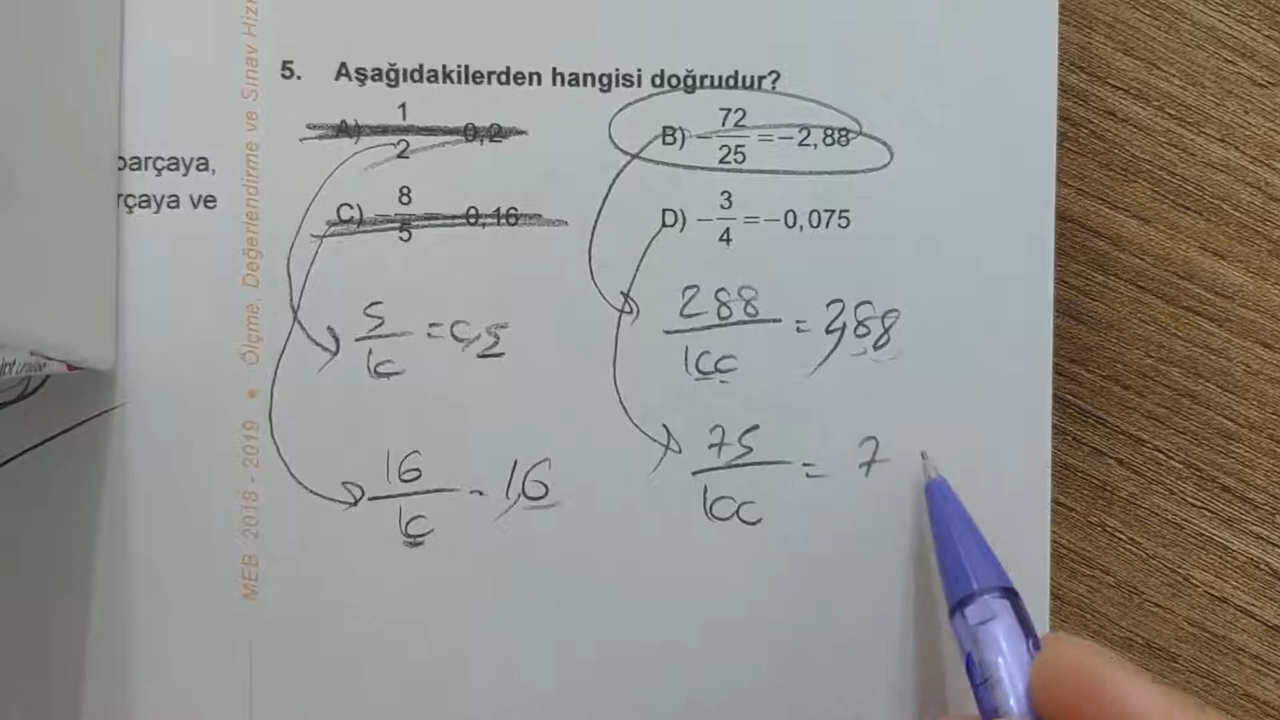 5. Aşağıdakilerden hangisi doğrudur?
A) 1/2 = 0,2
B) -72/25 = -2,88
C) -8/5 0,16
D) -3/4 = -0,075
parçaya,
rçaya ve
MEB 2018 - 2019 • Ölçme, Değerlendirme ve Sınav Hiz
5/10 = 0,5
288/100 = 2,88
16/10 = 1,6
75/100 = 7